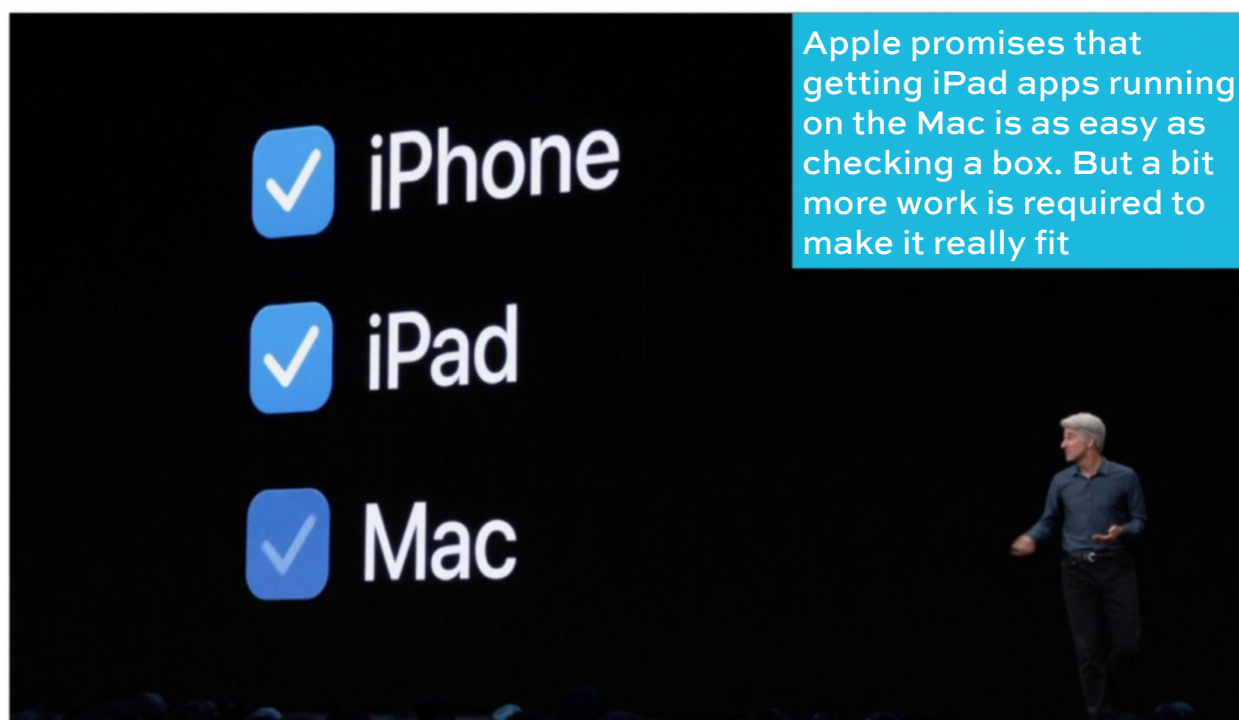 Apple promises that
getting iPad apps running
on the Mac is as easy as
checking a box. But a bit
more work is required to
make it really fit
iPhone
iPad
Mac